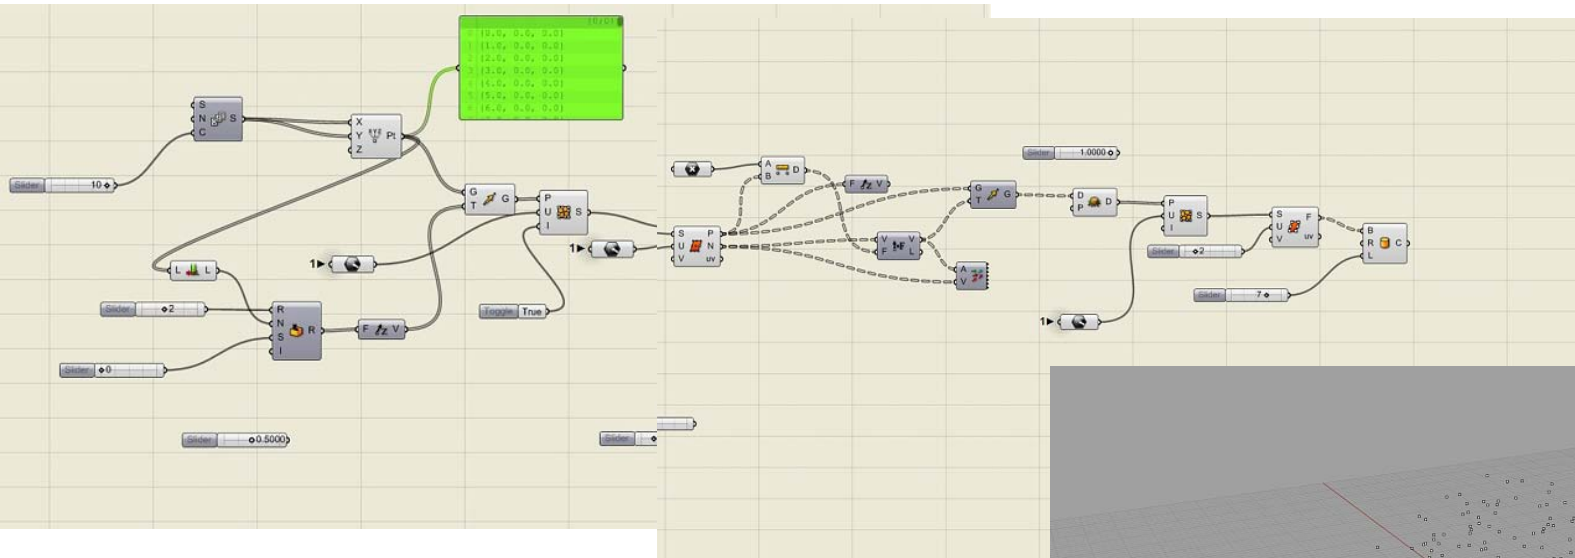 {0;0}
0 {0.0, 0.0, 0.0}
1 {1.0, 0.0, 0.0}
2 {2.0, 0.0, 0.0}
3 {3.0, 0.0, 0.0}
4 {4.0, 0.0, 0.0}
5 {5.0, 0.0, 0.0}
6 {6.0, 0.0, 0.0}
S
N S
C
X
Y Pt
Z
Slider 10
G G
T
P
U S
I
1
1
L L
Slider 2
R
N R
S
I
F V
Toggle True
Slider 0
Slider 0.5000
Slider
A D
B
F V
S P
U N
V uv
V V
F L
A
V
G G
T
Slider 1.0000
D D
P
P
U S
I
Slider 2
S F
U
V uv
B
R C
L
Slider 7
1